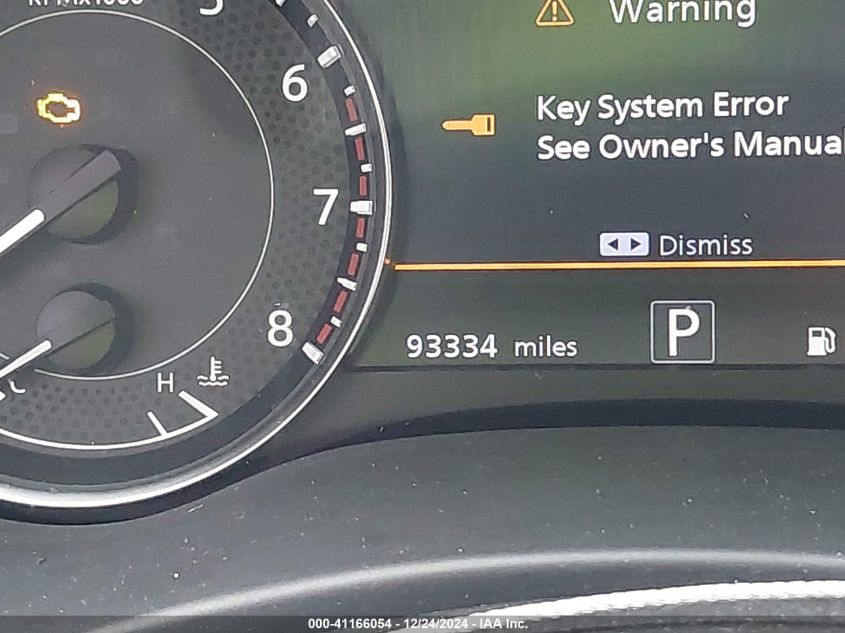 5
6
7
8
H
C
Warning
Key System Error
See Owner's Manual
Dismiss
93334 miles
P
000-41166054 - 12/24/2024 - IAA Inc.